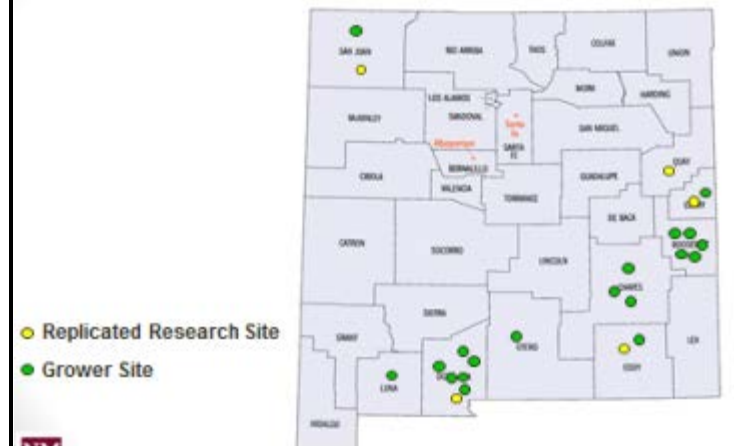 SAN JUAN
RIO ARRIBA
TAOS
COLFAX
UNION
MORA
HARDING
LOS ALAMOS
SANDOVAL
McKINLEY
Santa
Fe
SANTA
FE
SAN MIGUEL
Albuquerque
BERNALILLO
QUAY
CIBOLA
VALENCIA
TORRANCE
GUADALUPE
DE BACA
CATRON
SOCORRO
LINCOLN
CHAVES
SIERRA
GRANT
OTERO
LEA
EDDY
LUNA
HIDALGO
Replicated Research Site
Grower Site